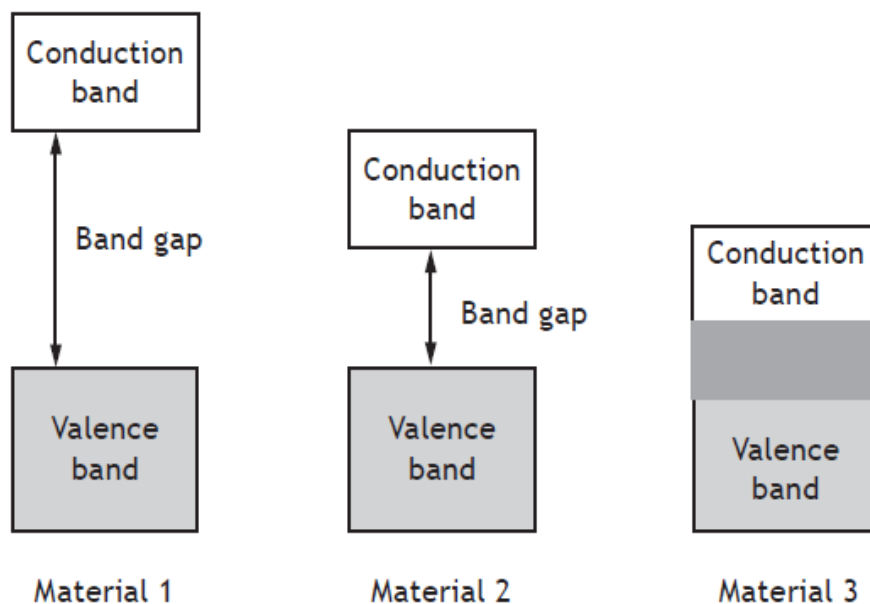 Conduction
band
Band gap
Valence
band
Material 1
Conduction
band
Band gap
Valence
band
Material 2
Conduction
band
Valence
band
Material 3